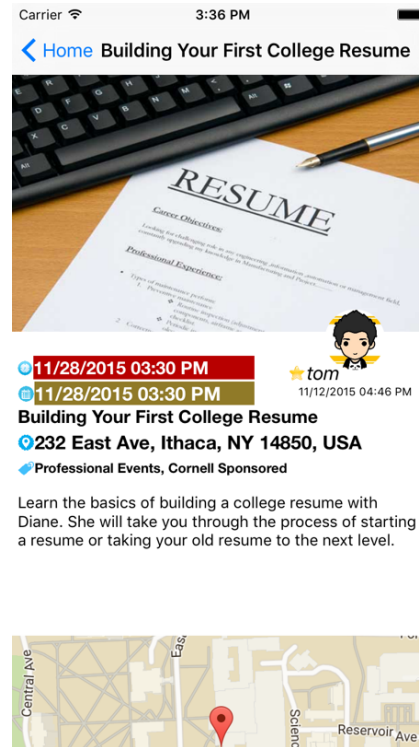 Carrier
3:36 PM
Home
Building Your First College Resume
RESUME
Career Objectives:
Professional Experience:
11/28/2015 03:30 PM
11/28/2015 03:30 PM
tom
11/12/2015 04:46 PM
Building Your First College Resume
232 East Ave, Ithaca, NY 14850, USA
Professional Events, Cornell Sponsored
Learn the basics of building a college resume with
Diane. She will take you through the process of starting
a resume or taking your old resume to the next level.
Central Ave
Reservoir Ave